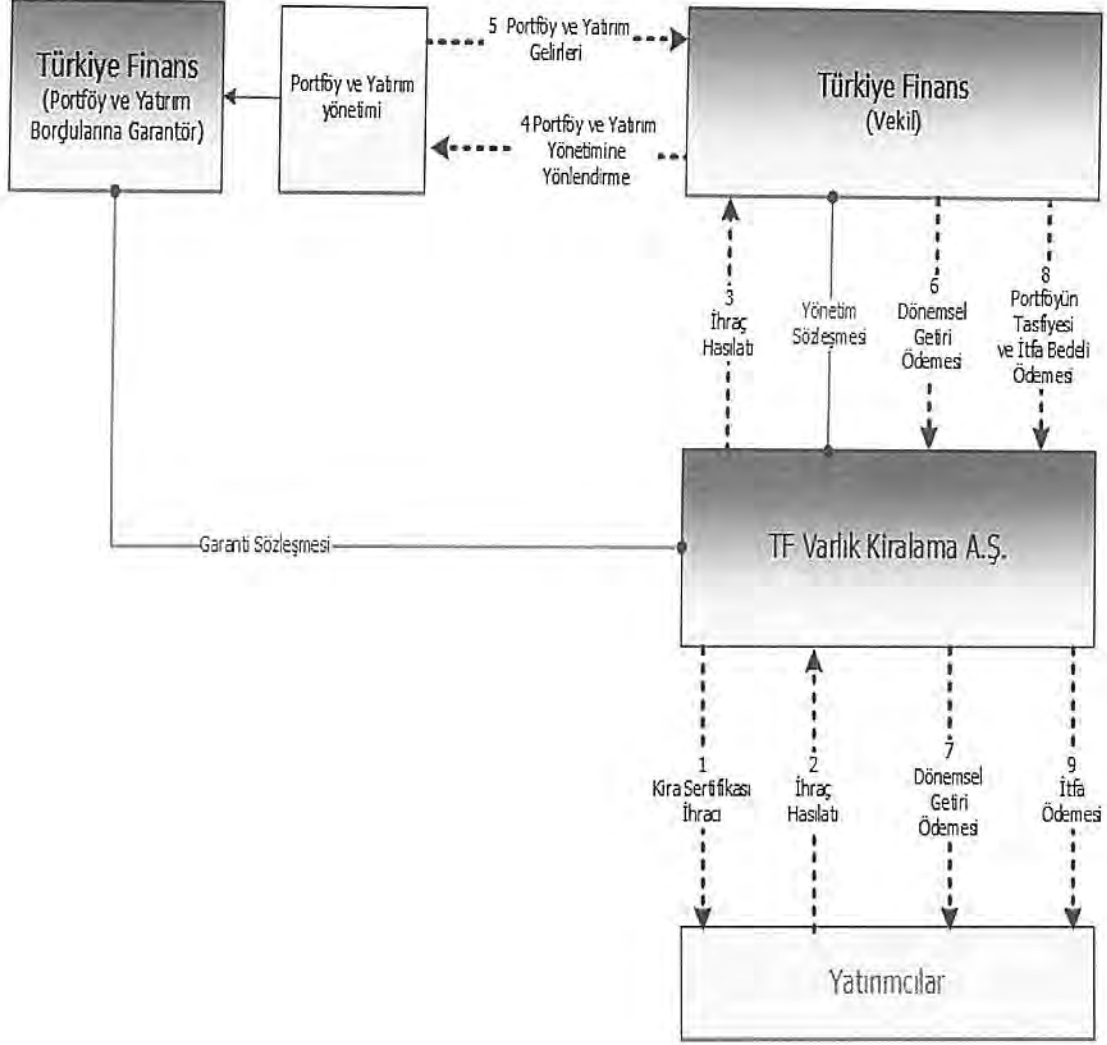 Türkiye Finans
(Portföy ve Yatırım
Borçlularına Garantör)
Portföy ve Yatırım
yönetimi
5 Portföy ve Yatırım
Gelirleri
4 Portföy ve Yatırım
Yönetimine
Yönlendirme
Türkiye Finans
(Vekil)
3
İhraç
Hasılatı
Yönetim
Sözleşmesi
6
Dönemsel
Getiri
Ödemesi
8
Portföyün
Tasfiyesi
ve İtfa Bedeli
Ödemesi
Garanti Sözleşmesi
TF Varlık Kiralama A.Ş.
1
Kira Sertifikası
İhracı
2
İhraç
Hasılatı
7
Dönemsel
Getiri
Ödemesi
9
İtfa
Ödemesi
Yatırımcılar